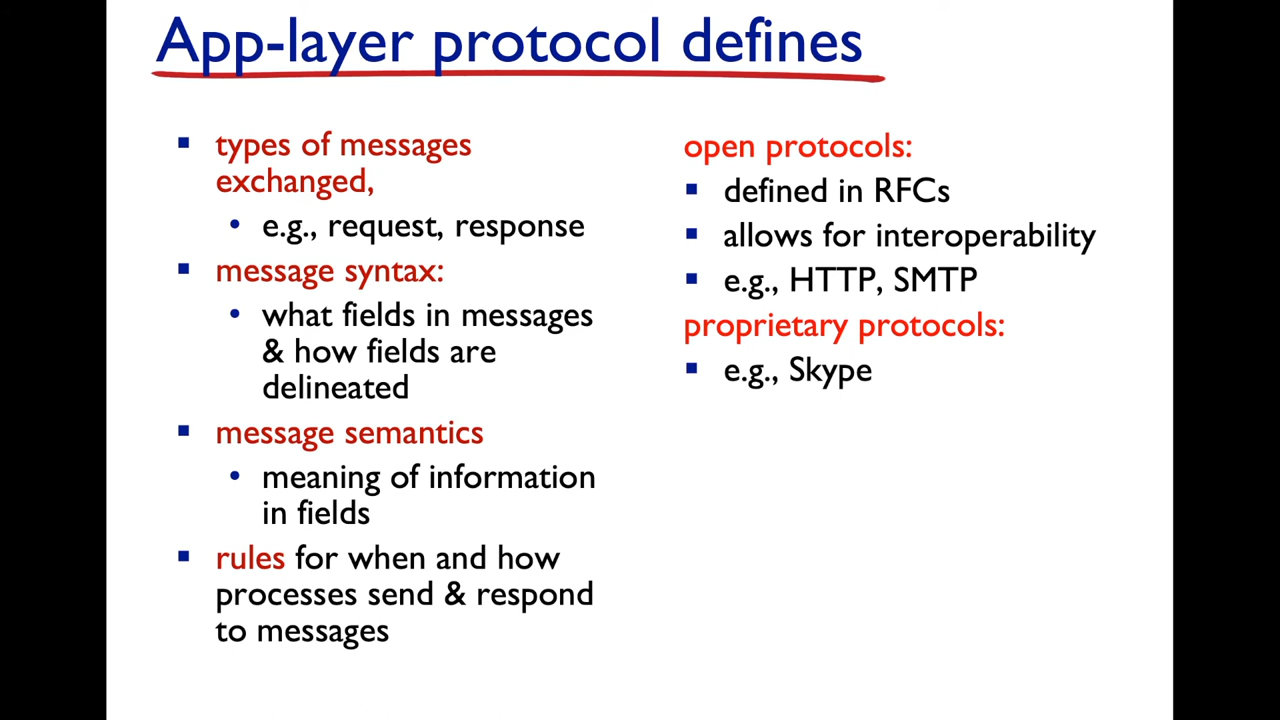 App-layer protocol defines
▪ types of messages
exchanged,
• e.g., request, response
▪ message syntax:
• what fields in messages
& how fields are
delineated
▪ message semantics
• meaning of information
in fields
▪ rules for when and how
processes send & respond
to messages
open protocols:
▪ defined in RFCs
▪ allows for interoperability
▪ e.g., HTTP, SMTP
proprietary protocols:
▪ e.g., Skype